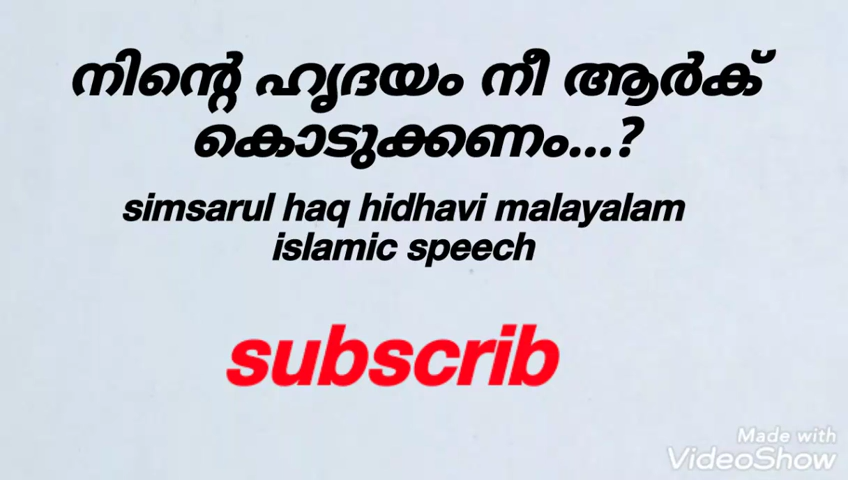 നിന്റെ ഹൃദയം നീ ആർക്
കൊടുക്കണം...?
simsarul haq hidhavi malayalam
islamic speech
subscrib
Made with
VideoShow